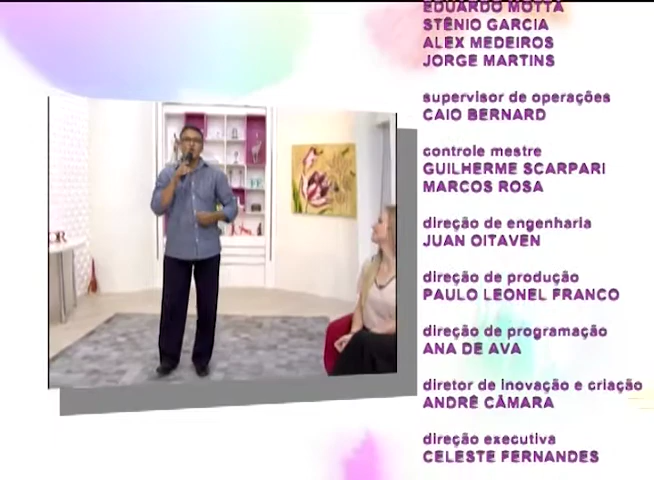 EDUARDO MOTTA
STÊNIO GARCIA
ALEX MEDEIROS
JORGE MARTINS
supervisor de operações
CAIO BERNARD
controle mestre
GUILHERME SCARPARI
MARCOS ROSA
direção de engenharia
JUAN OITAVEN
direção de produção
PAULO LEONEL FRANCO
direção de programação
ANA DE AVA
diretor de inovação e criação
ANDRÉ CÂMARA
direção executiva
CELESTE FERNANDES